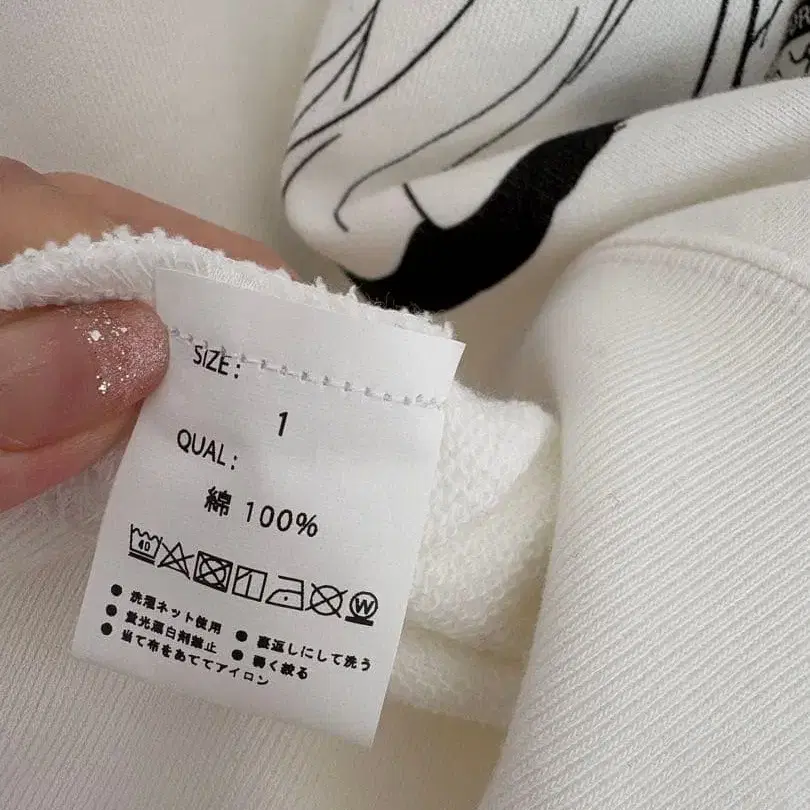 SIZE:
1
QUAL:
綿 100%
40
W
● 洗濯ネット使用 ● 裏返しにして洗う
● 蛍光漂白剤禁止 ● 弱く絞る
● 当て布をあててアイロン